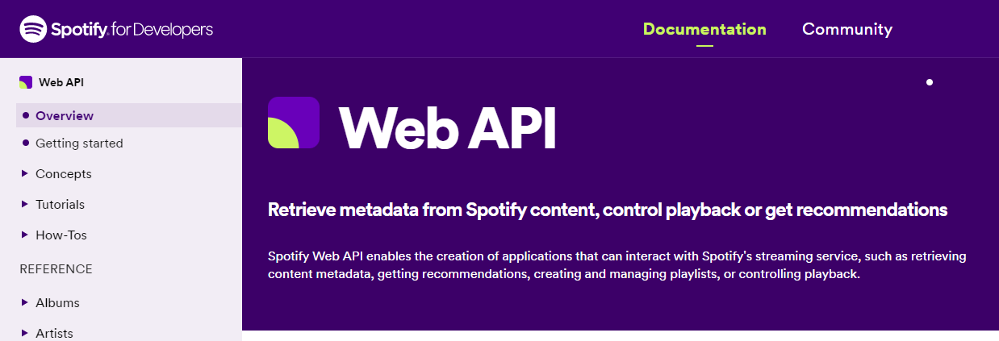 Spotify for Developers
Documentation
Community
Web API
Overview
Getting started
Concepts
Tutorials
How-Tos
REFERENCE
Albums
Artists
Web API
Retrieve metadata from Spotify content, control playback or get recommendations
Spotify Web API enables the creation of applications that can interact with Spotify's streaming service, such as retrieving
content metadata, getting recommendations, creating and managing playlists, or controlling playback.